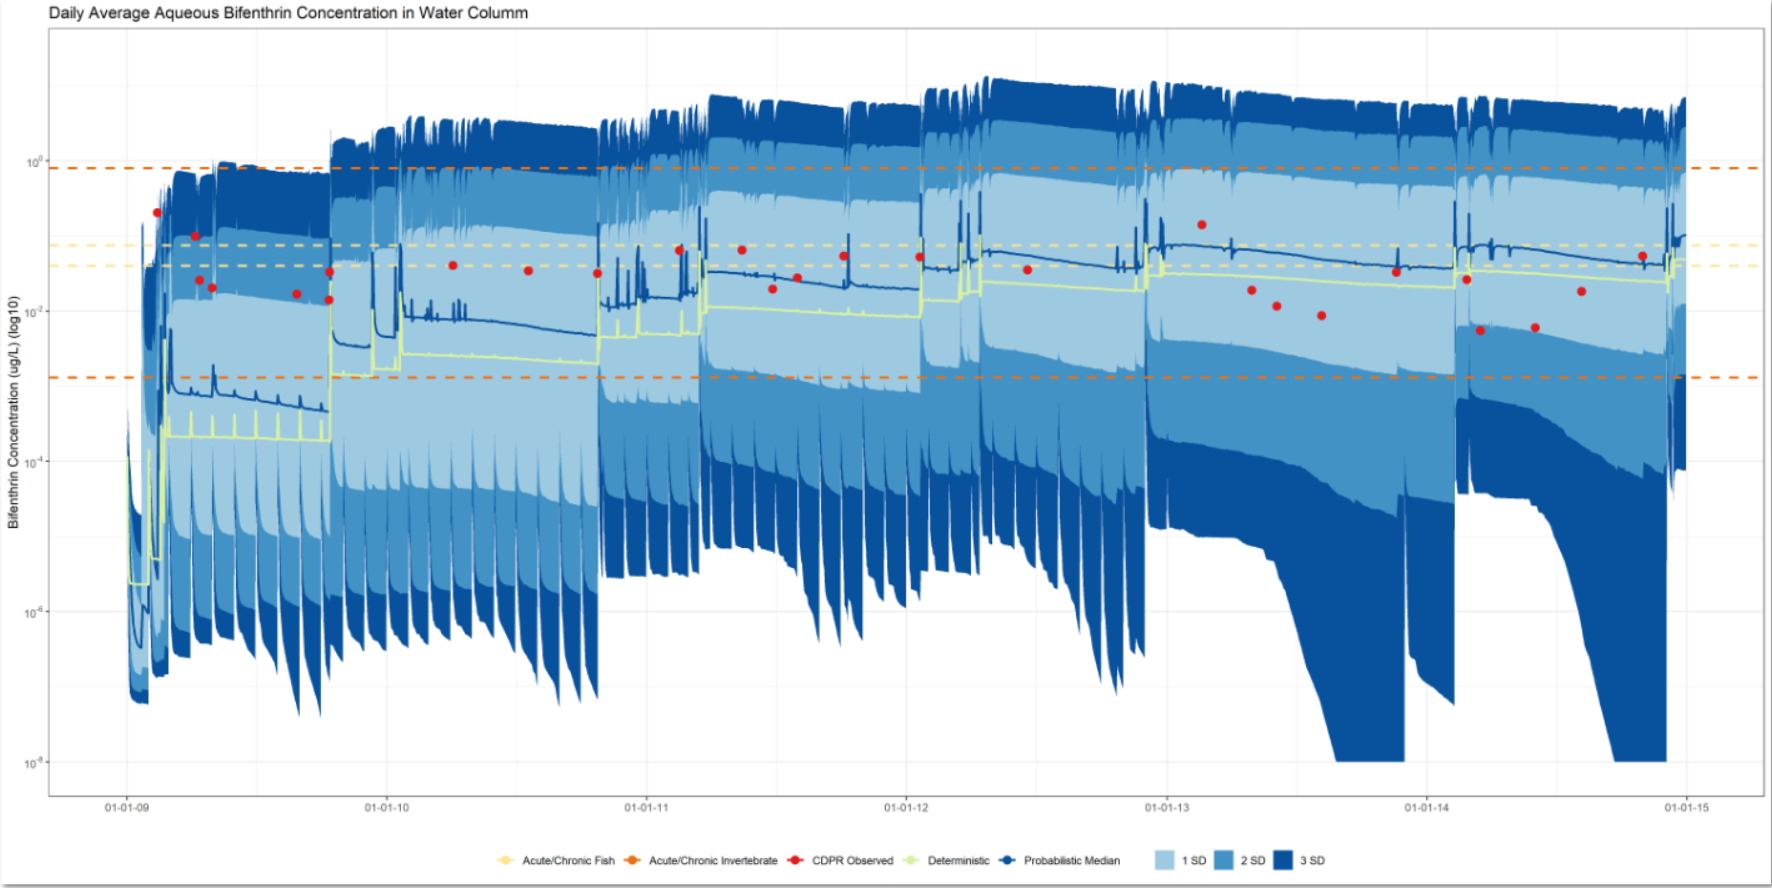 Daily Average Aqueous Bifenthrin Concentration in Water Columm
Bifenthrin Concentration (ug/L) (log10)
10⁰
10⁻²
10⁻⁴
10⁻⁶
10⁻⁸
01-01-09 01-01-10 01-01-11 01-01-12 01-01-13 01-01-14 01-01-15
Acute/Chronic Fish Acute/Chronic Invertebrate CDPR Observed Deterministic Probabilistic Median 1 SD 2 SD 3 SD